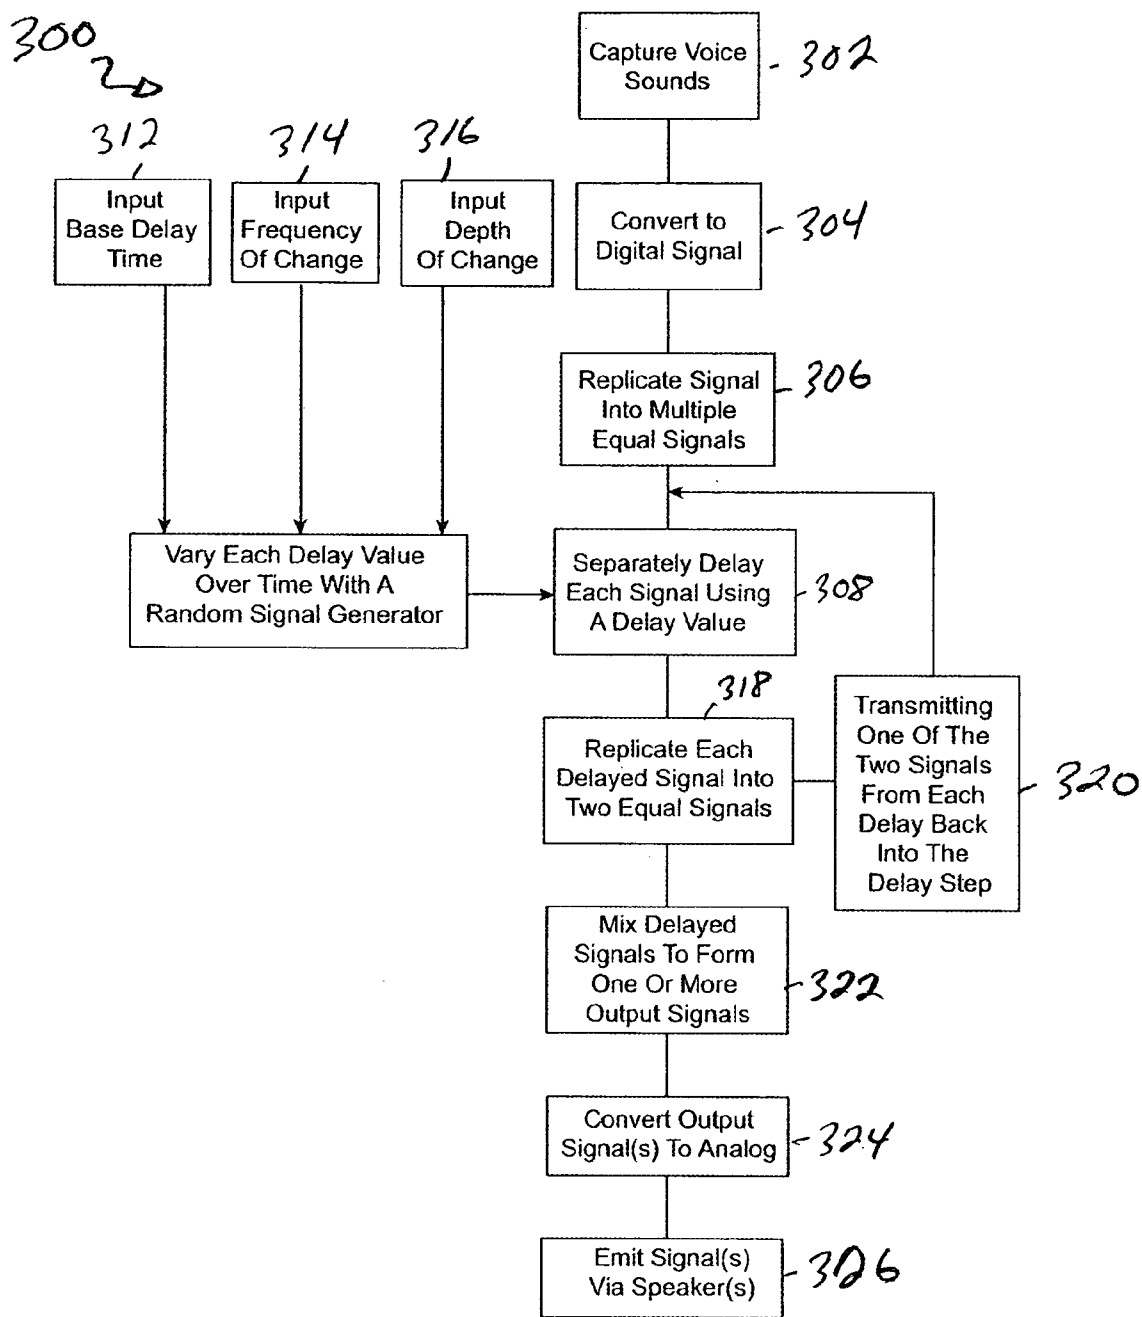 300
Capture Voice
Sounds
302
312
314
316
Input
Base Delay
Time
Input
Frequency
Of Change
Input
Depth
Of Change
Convert to
Digital Signal
304
Replicate Signal
Into Multiple
Equal Signals
306
Vary Each Delay Value
Over Time With A
Random Signal Generator
Separately Delay
Each Signal Using
A Delay Value
308
318
Replicate Each
Delayed Signal Into
Two Equal Signals
Transmitting
One Of The
Two Signals
From Each
Delay Back
Into The
Delay Step
320
Mix Delayed
Signals To Form
One Or More
Output Signals
322
Convert Output
Signal(s) To Analog
324
Emit Signal(s)
Via Speaker(s)
326